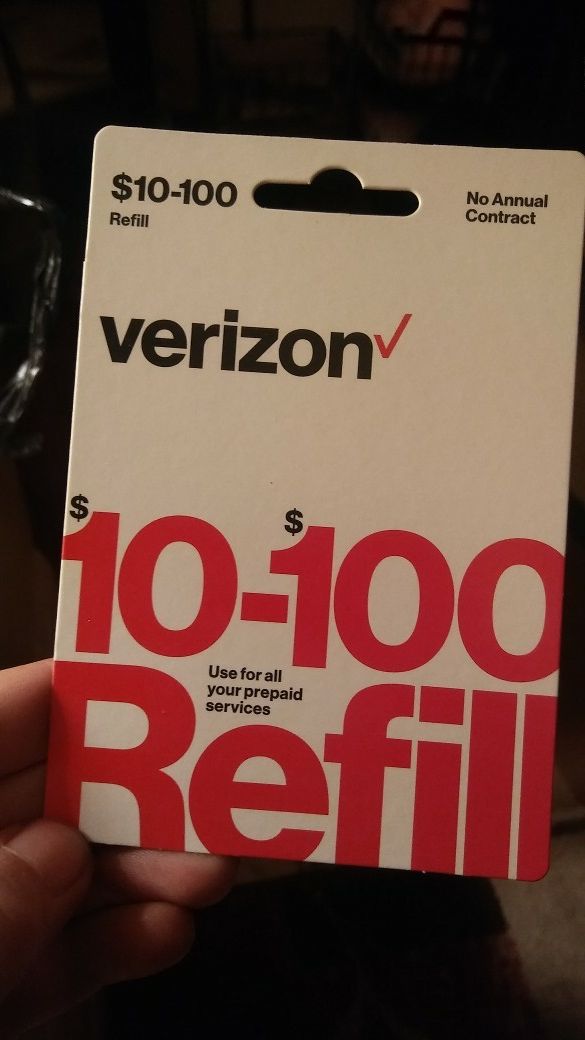 $10-100
Refill
No Annual
Contract
verizon✓
$10-$100
Use for all
your prepaid
services
Refill